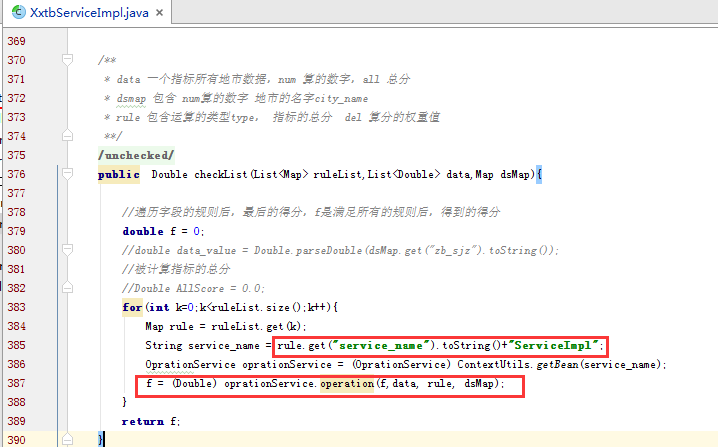 XxtbServiceImpl.java ×
369
370 /**
371 * data 一个指标所有地市数据，num 算的数字，all 总分
372 * dsmap 包含 num算的数字 地市的名字city_name
373 * rule 包含运算的类型type， 指标的总分 del 算分的权重值
374 **/
375 /unchecked/
376 public Double checkList(List<Map> ruleList,List<Double> data,Map dsMap){
377
378 //遍历字段的规则后，最后的得分，f是满足所有的规则后，得到的得分
379 double f = 0;
380 //double data_value = Double.parseDouble(dsMap.get("zb_sjz").toString());
381 //被计算指标的总分
382 //Double AllScore = 0.0;
383 for(int k=0;k<ruleList.size();k++){
384 Map rule = ruleList.get(k);
385 String service_name = rule.get("service_name").toString()+"ServiceImpl";
386 OprationService oprationService = (OprationService) ContextUtils.getBean(service_name);
387 f = (Double) oprationService.operation(f,data, rule, dsMap);
388 }
389 return f;
390 }